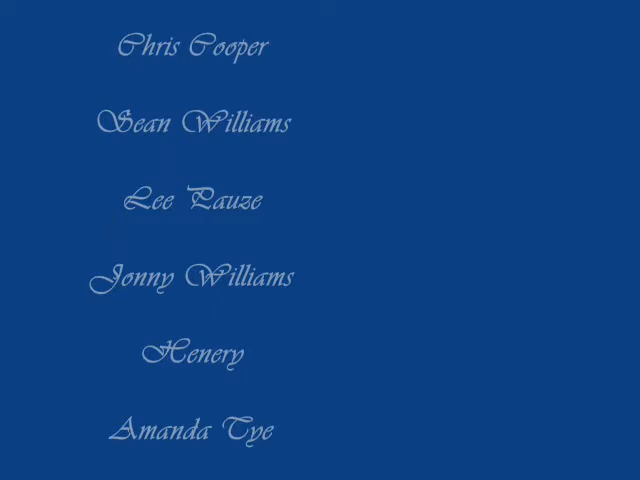 Chris Cooper
Sean Williams
Lee Pauze
Jonny Williams
Henery
Amanda Tye